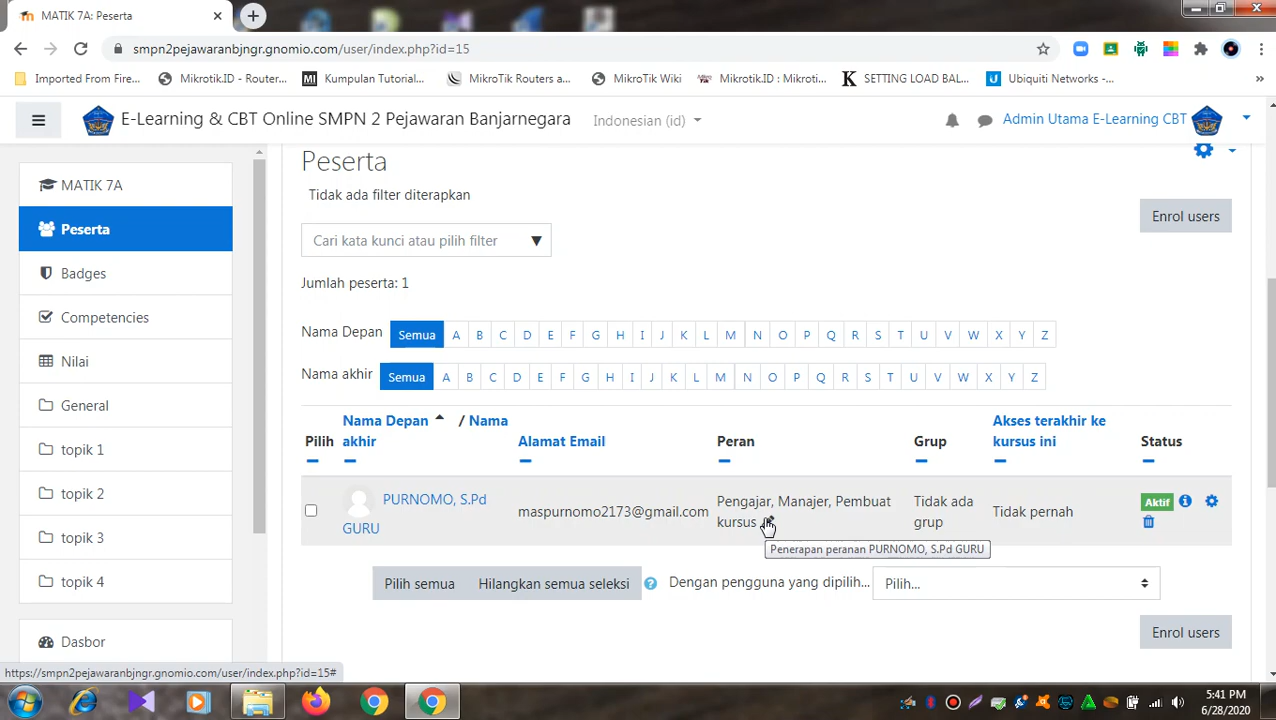 MATIK 7A: Peserta
smpn2pejawaranbjngr.gnomio.com/user/index.php?id=15
Imported From Fire...
Mikrotik.ID - Router...
Kumpulan Tutorial...
MikroTik Routers a...
MikroTik Wiki
Mikrotik.ID : Mikroti...
SETTING LOAD BAL...
Ubiquiti Networks -...
»
E-Learning & CBT Online SMPN 2 Pejawaran Banjarnegara
Indonesian (id)
Admin Utama E-Learning CBT
MATIK 7A
Peserta
Badges
Competencies
Nilai
General
topik 1
topik 2
topik 3
topik 4
Dasbor
Peserta
Tidak ada filter diterapkan
Enrol users
Cari kata kunci atau pilih filter
Jumlah peserta: 1
Nama Depan Semua A B C D E F G H I J K L M N O P Q R S T U V W X Y Z
Nama akhir Semua A B C D E F G H I J K L M N O P Q R S T U V W X Y Z
Pilih
Nama Depan / Nama
akhir
Alamat Email
Peran
Grup
Akses terakhir ke
kursus ini
Status
PURNOMO, S.Pd
GURU
maspurnomo2173@gmail.com
Pengajar, Manajer, Pembuat
kursus
Tidak ada
grup
Tidak pernah
Aktif
Penerapan peranan PURNOMO, S.Pd GURU
Pilih semua
Hilangkan semua seleksi
Dengan pengguna yang dipilih...
Pilih...
Enrol users
https://smpn2pejawaranbjngr.gnomio.com/user/index.php?id=15#
5:41 PM
6/28/2020